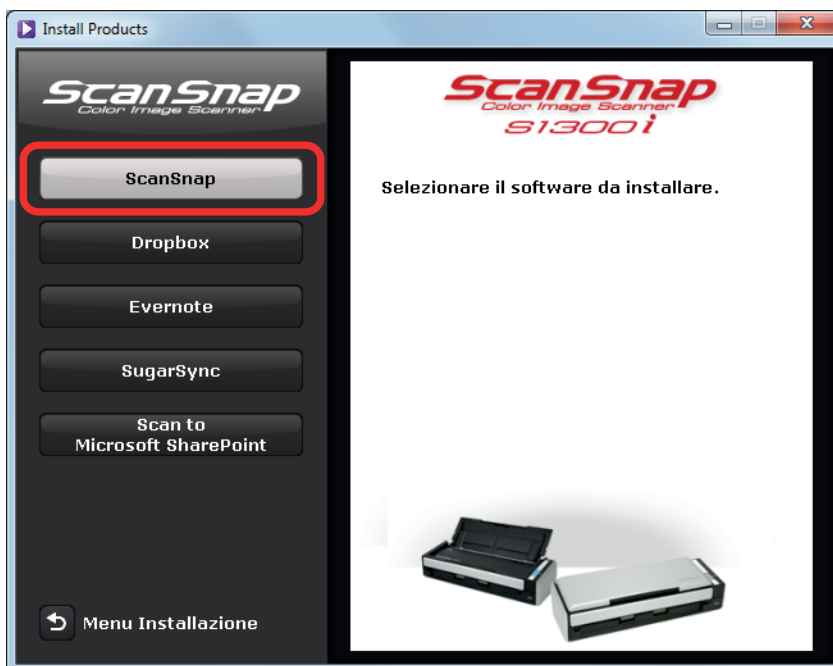 Install Products
ScanSnap
Color Image Scanner
ScanSnap
Dropbox
Evernote
SugarSync
Scan to
Microsoft SharePoint
Menu Installazione
ScanSnap
Color Image Scanner
S1300i
Selezionare il software da installare.